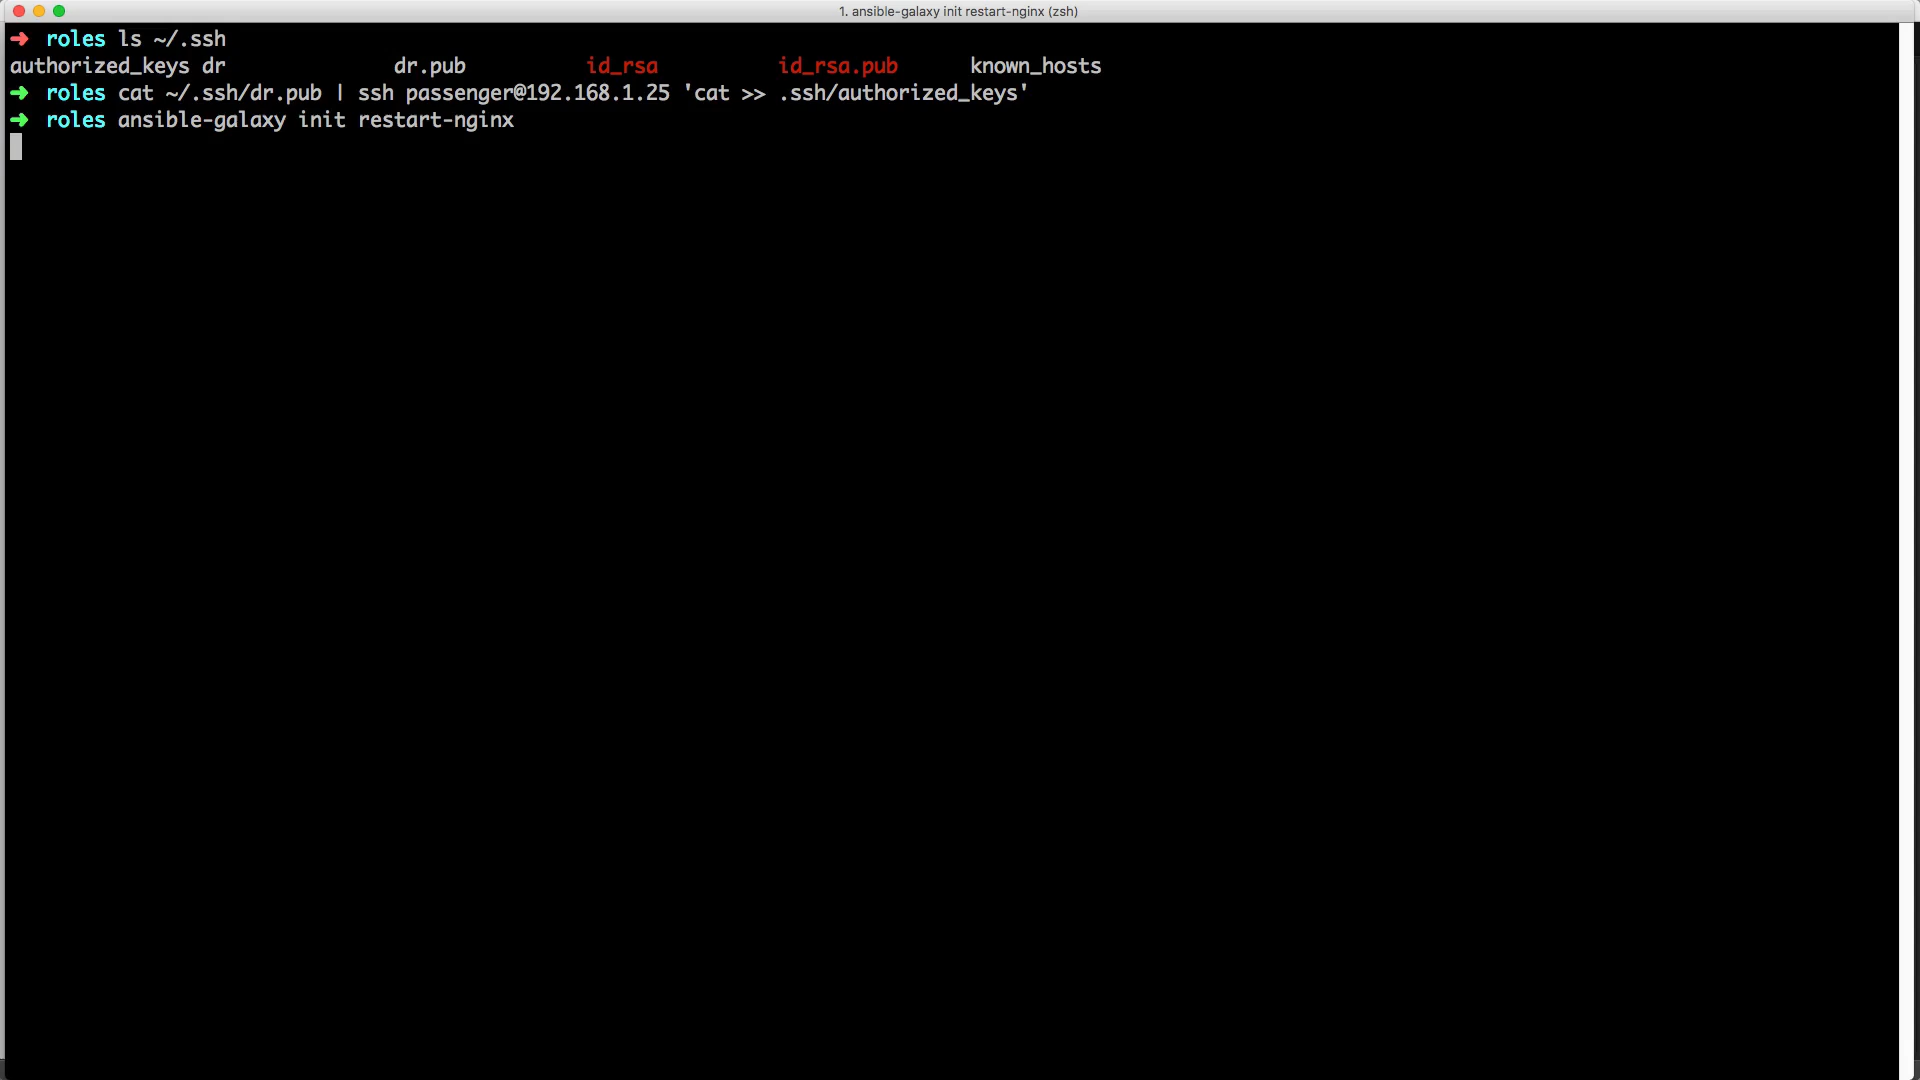 1. ansible-galaxy init restart-nginx (zsh)
➜ roles ls ~/.ssh
authorized_keys dr dr.pub id_rsa id_rsa.pub known_hosts
➜ roles cat ~/.ssh/dr.pub | ssh passenger@192.168.1.25 'cat >> .ssh/authorized_keys'
➜ roles ansible-galaxy init restart-nginx